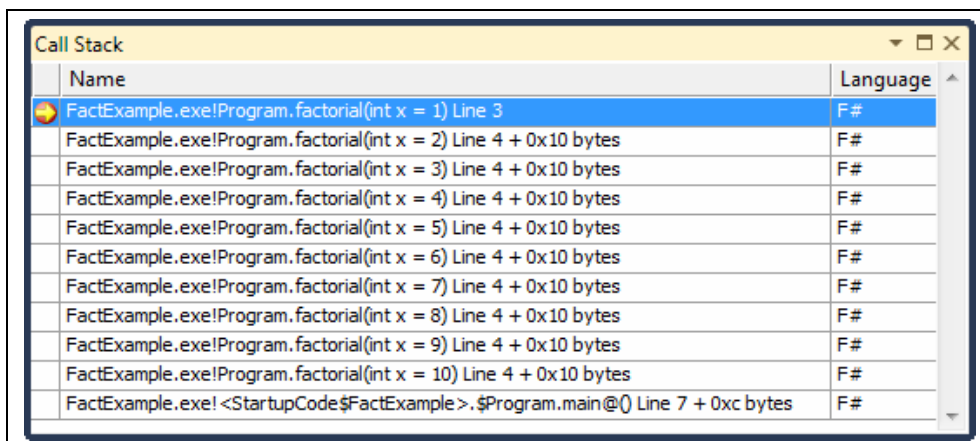 Call Stack
Name Language
FactExample.exe!Program.factorial(int x = 1) Line 3 F#
FactExample.exe!Program.factorial(int x = 2) Line 4 + 0x10 bytes F#
FactExample.exe!Program.factorial(int x = 3) Line 4 + 0x10 bytes F#
FactExample.exe!Program.factorial(int x = 4) Line 4 + 0x10 bytes F#
FactExample.exe!Program.factorial(int x = 5) Line 4 + 0x10 bytes F#
FactExample.exe!Program.factorial(int x = 6) Line 4 + 0x10 bytes F#
FactExample.exe!Program.factorial(int x = 7) Line 4 + 0x10 bytes F#
FactExample.exe!Program.factorial(int x = 8) Line 4 + 0x10 bytes F#
FactExample.exe!Program.factorial(int x = 9) Line 4 + 0x10 bytes F#
FactExample.exe!Program.factorial(int x = 10) Line 4 + 0x10 bytes F#
FactExample.exe!<StartupCode$FactExample>.$Program.main@() Line 7 + 0xc bytes F#